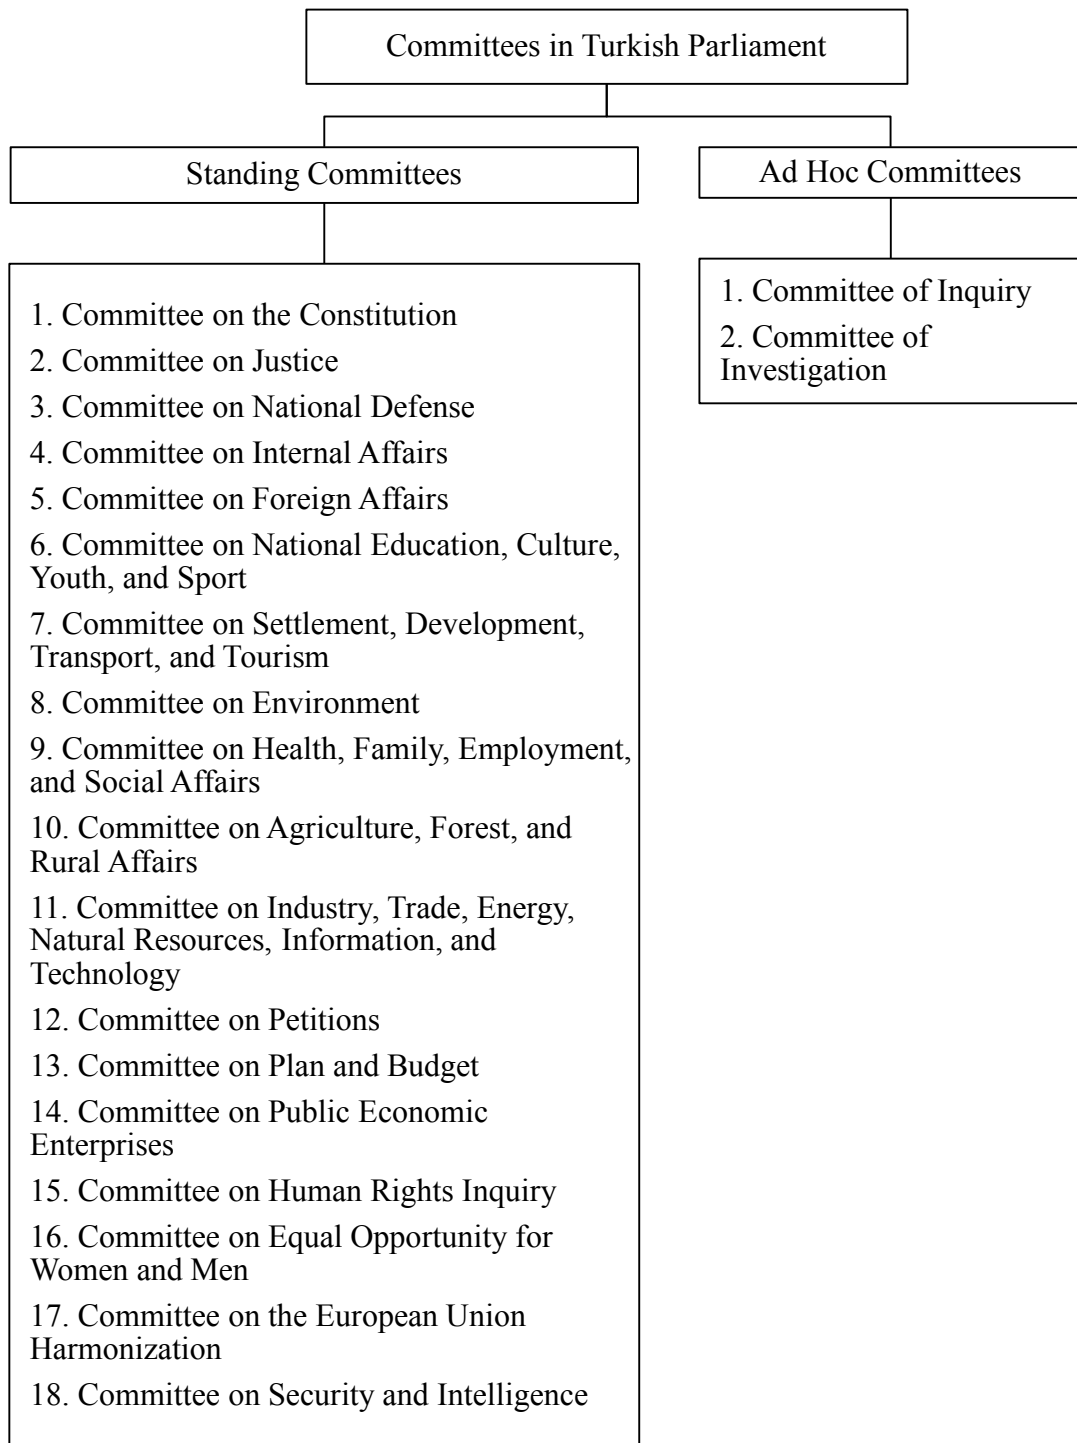 Committees in Turkish Parliament
Standing Committees
Ad Hoc Committees
1. Committee on the Constitution
2. Committee on Justice
3. Committee on National Defense
4. Committee on Internal Affairs
5. Committee on Foreign Affairs
6. Committee on National Education, Culture,
Youth, and Sport
7. Committee on Settlement, Development,
Transport, and Tourism
8. Committee on Environment
9. Committee on Health, Family, Employment,
and Social Affairs
10. Committee on Agriculture, Forest, and
Rural Affairs
11. Committee on Industry, Trade, Energy,
Natural Resources, Information, and
Technology
12. Committee on Petitions
13. Committee on Plan and Budget
14. Committee on Public Economic
Enterprises
15. Committee on Human Rights Inquiry
16. Committee on Equal Opportunity for
Women and Men
17. Committee on the European Union
Harmonization
18. Committee on Security and Intelligence
1. Committee of Inquiry
2. Committee of
Investigation